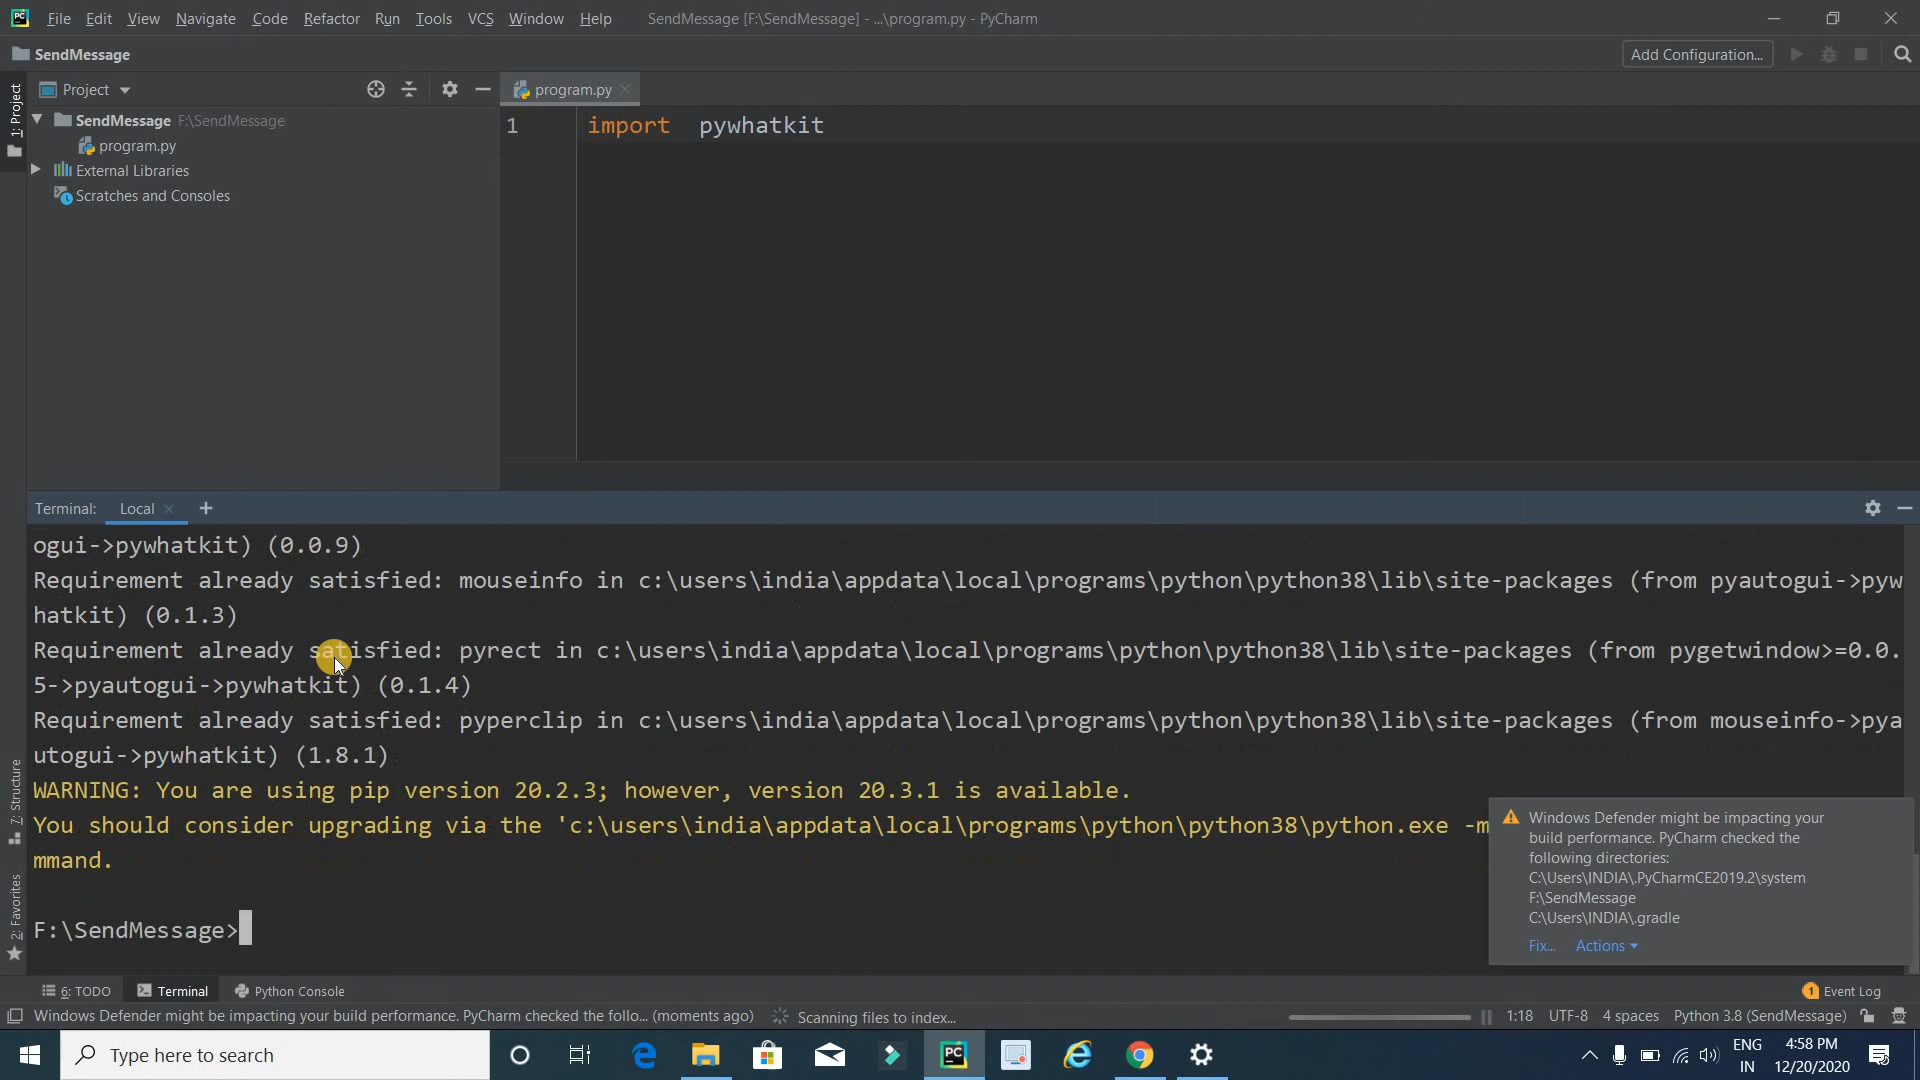 PC File Edit View Navigate Code Refactor Run Tools VCS Window Help SendMessage [F:\SendMessage] - ...\program.py - PyCharm
SendMessage Add Configuration...
1: Project
Project program.py
SendMessage F:\SendMessage
program.py
External Libraries
Scratches and Consoles
1 import  pywhatkit
Terminal: Local +
ogui->pywhatkit) (0.0.9)
Requirement already satisfied: mouseinfo in c:\users\india\appdata\local\programs\python\python38\lib\site-packages (from pyautogui->pyw
hatkit) (0.1.3)
Requirement already satisfied: pyrect in c:\users\india\appdata\local\programs\python\python38\lib\site-packages (from pygetwindow>=0.0.
5->pyautogui->pywhatkit) (0.1.4)
Requirement already satisfied: pyperclip in c:\users\india\appdata\local\programs\python\python38\lib\site-packages (from mouseinfo->pya
utogui->pywhatkit) (1.8.1)
WARNING: You are using pip version 20.2.3; however, version 20.3.1 is available.
You should consider upgrading via the 'c:\users\india\appdata\local\programs\python\python38\python.exe -m
mmand.
F:\SendMessage>
7: Structure
2: Favorites
Windows Defender might be impacting your
build performance. PyCharm checked the
following directories:
C:\Users\INDIA\.PyCharmCE2019.2\system
F:\SendMessage
C:\Users\INDIA\.gradle
Fix... Actions
6: TODO Terminal Python Console 1 Event Log
Windows Defender might be impacting your build performance. PyCharm checked the follo... (moments ago) Scanning files to index... 1:18 UTF-8 4 spaces Python 3.8 (SendMessage)
Type here to search PC ENG 4:58 PM
IN 12/20/2020